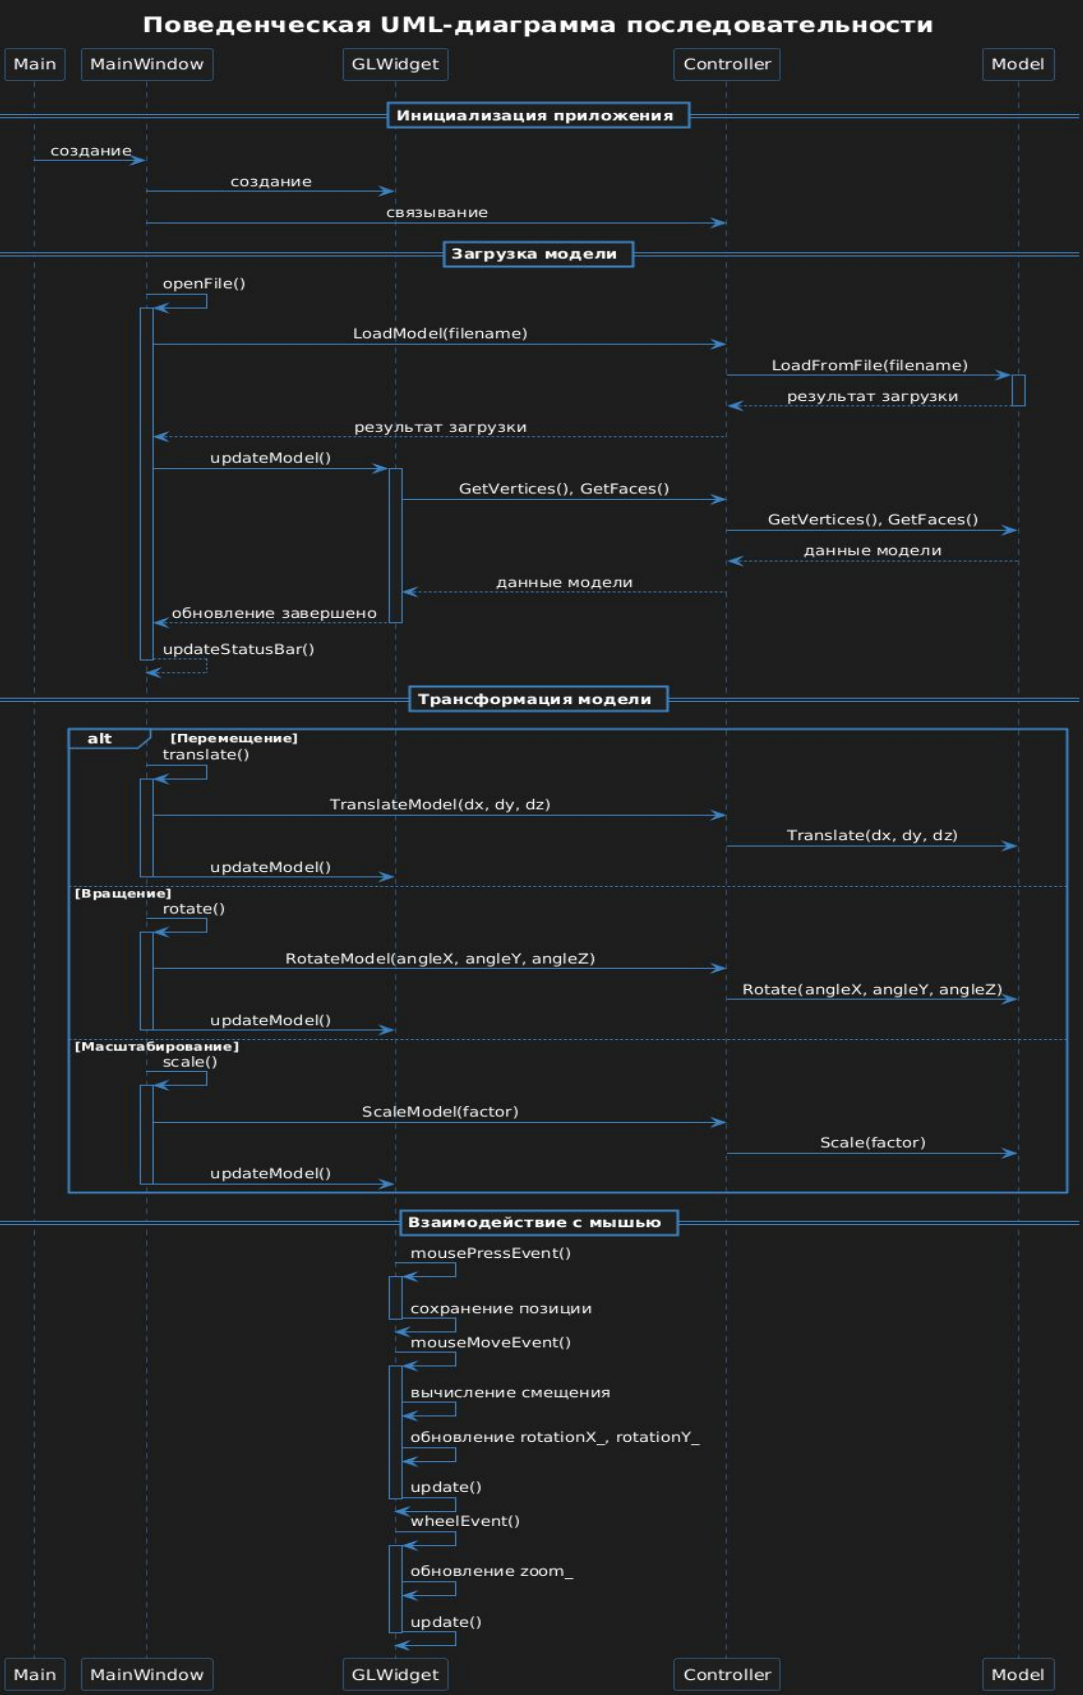 Поведенческая UML-диаграмма последовательности
Main MainWindow GLWidget Controller Model
Инициализация приложения
создание
создание
связывание
Загрузка модели
openFile()
LoadModel(filename)
LoadFromFile(filename)
результат загрузки
результат загрузки
updateModel()
GetVertices(), GetFaces()
GetVertices(), GetFaces()
данные модели
данные модели
обновление завершено
updateStatusBar()
Трансформация модели
alt [Перемещение]
translate()
TranslateModel(dx, dy, dz)
Translate(dx, dy, dz)
updateModel()
[Вращение]
rotate()
RotateModel(angleX, angleY, angleZ)
Rotate(angleX, angleY, angleZ)
updateModel()
[Масштабирование]
scale()
ScaleModel(factor)
Scale(factor)
updateModel()
Взаимодействие с мышью
mousePressEvent()
сохранение позиции
mouseMoveEvent()
вычисление смещения
обновление rotationX_, rotationY_
update()
wheelEvent()
обновление zoom_
update()
Main MainWindow GLWidget Controller Model